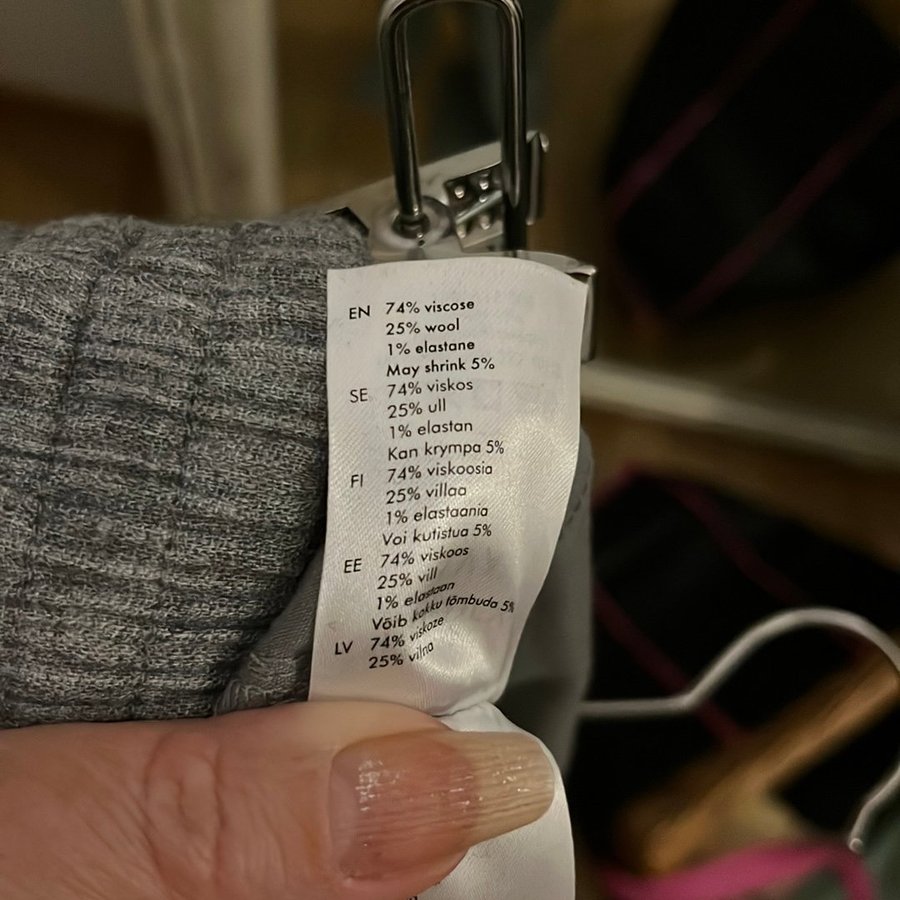 EN 74% viscose
25% wool
1% elastane
May shrink 5%
SE 74% viskos
25% ull
1% elastan
Kan krympa 5%
FI 74% viskoosia
25% villaa
1% elastaania
Voi kutistua 5%
EE 74% viskoos
25% vill
1% elastaan
Võib kokku tõmbuda 5%
LV 74% viskoze
25% vilna